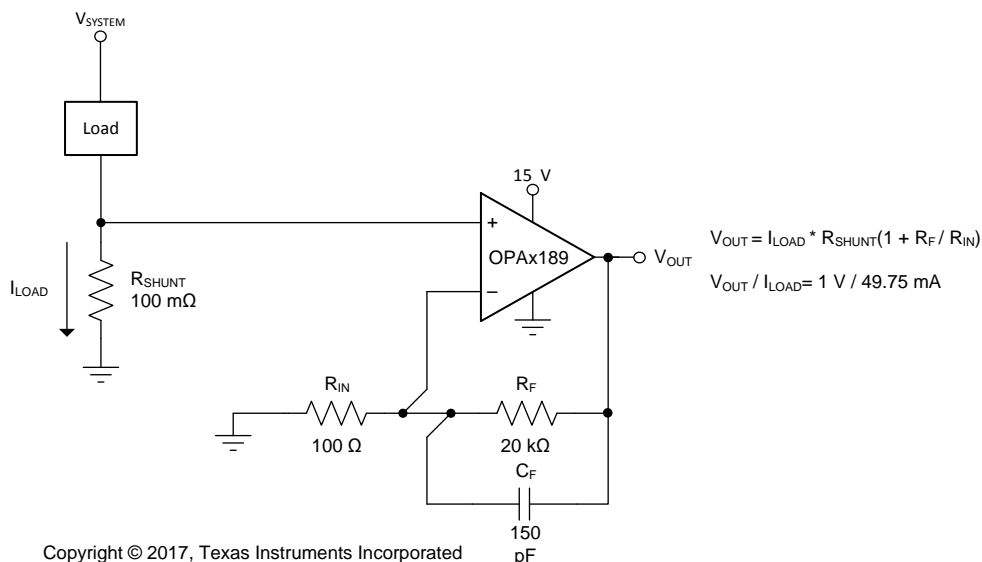 VSYSTEM
Load
15 V
+
OPAx189
−
VOUT
VOUT = ILOAD * RSHUNT(1 + RF / RIN)
VOUT / ILOAD= 1 V / 49.75 mA
ILOAD
RSHUNT
100 mΩ
RIN
100 Ω
RF
20 kΩ
CF
150
pF
Copyright © 2017, Texas Instruments Incorporated